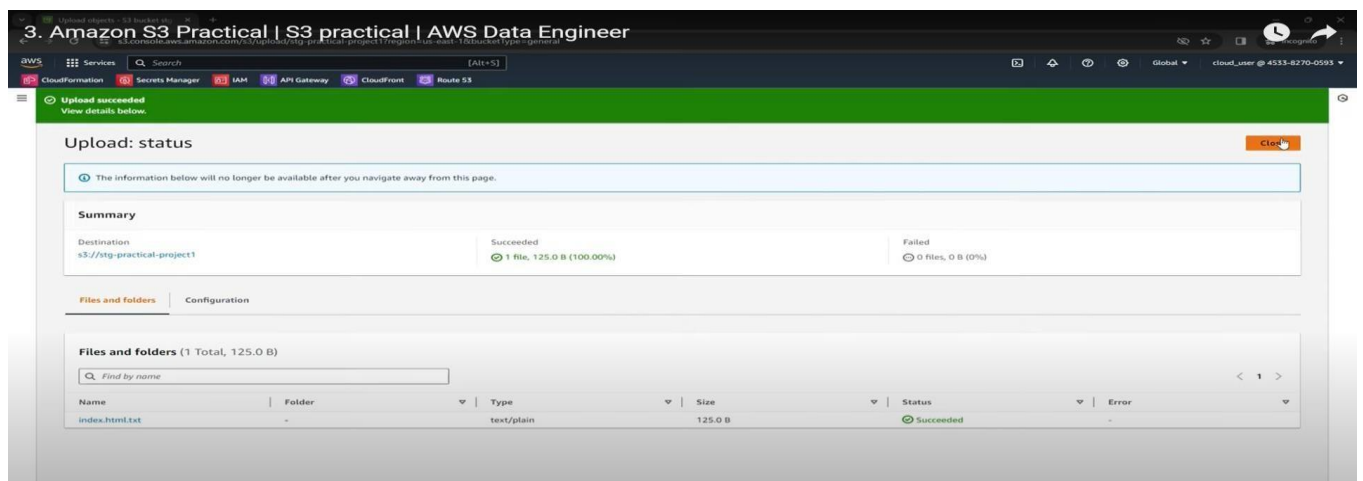 Upload objects - S3 bucket stg
3. Amazon S3 Practical | S3 practical | AWS Data Engineer
s3.console.aws.amazon.com/s3/upload/stg-practical-project1?region=us-east-1&bucketType=general
Incognito
aws Services Search [Alt+S] Global cloud_user @ 4533-8270-0593
CloudFormation Secrets Manager IAM API Gateway CloudFront Route 53
Upload succeeded
View details below.
Upload: status
Close
The information below will no longer be available after you navigate away from this page.
Summary
Destination Succeeded Failed
s3://stg-practical-project1 1 file, 125.0 B (100.00%) 0 files, 0 B (0%)
Files and folders Configuration
Files and folders (1 Total, 125.0 B)
Find by name
< 1 >
Name Folder Type Size Status Error
index.html.txt - text/plain 125.0 B Succeeded -